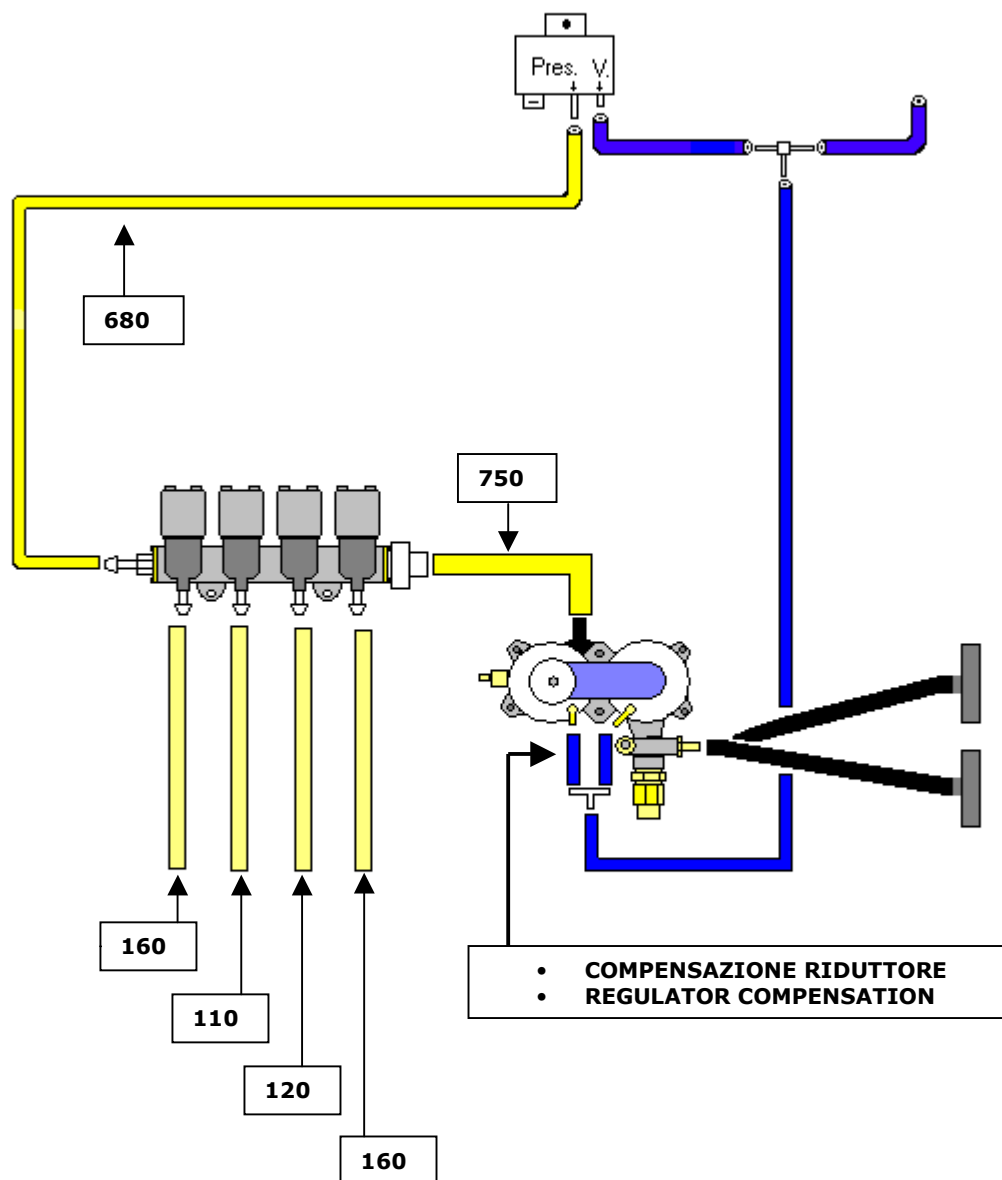 Pres. V.
680
750
160
110
120
160
• COMPENSAZIONE RIDUTTORE
• REGULATOR COMPENSATION